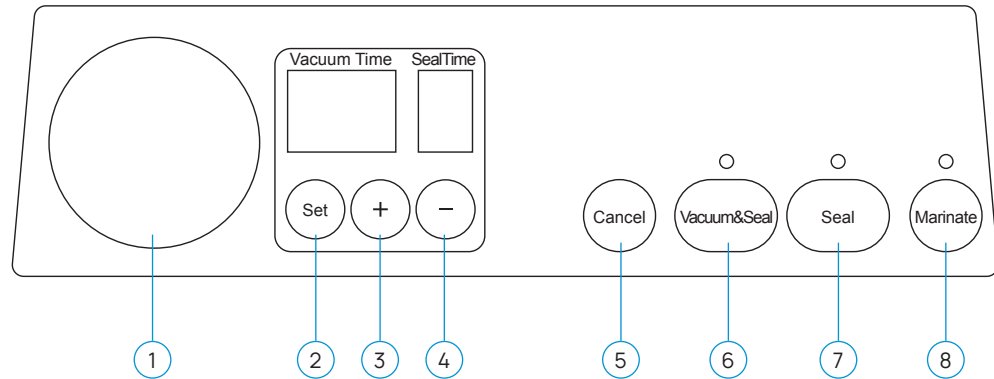 Vacuum Time SealTime
Set + −
Cancel Vacuum&Seal Seal Marinate
1 2 3 4 5 6 7 8